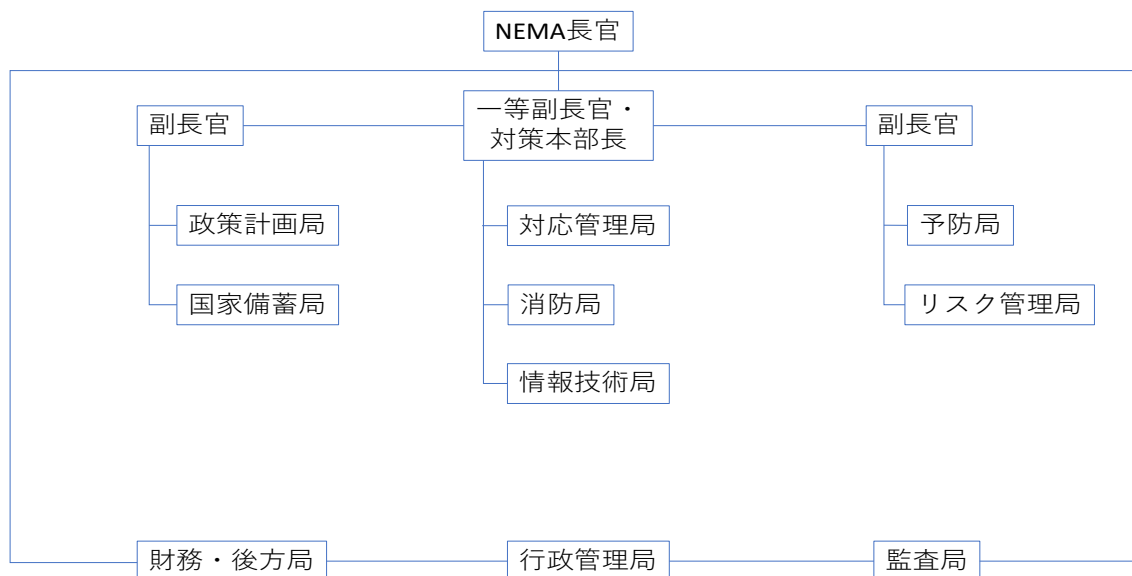 NEMA長官
一等副長官・
対策本部長
副長官
副長官
政策計画局
対応管理局
予防局
国家備蓄局
消防局
リスク管理局
情報技術局
財務・後方局
行政管理局
監査局